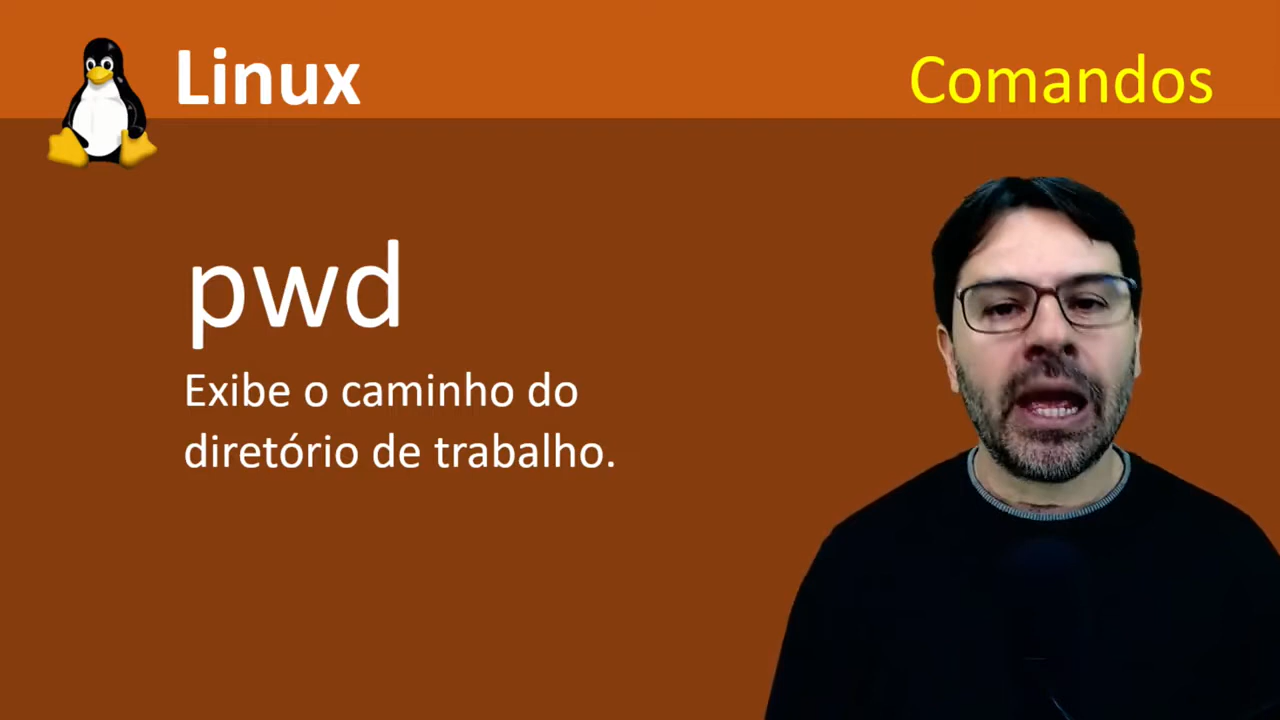 Linux
Comandos
pwd
Exibe o caminho do
diretório de trabalho.